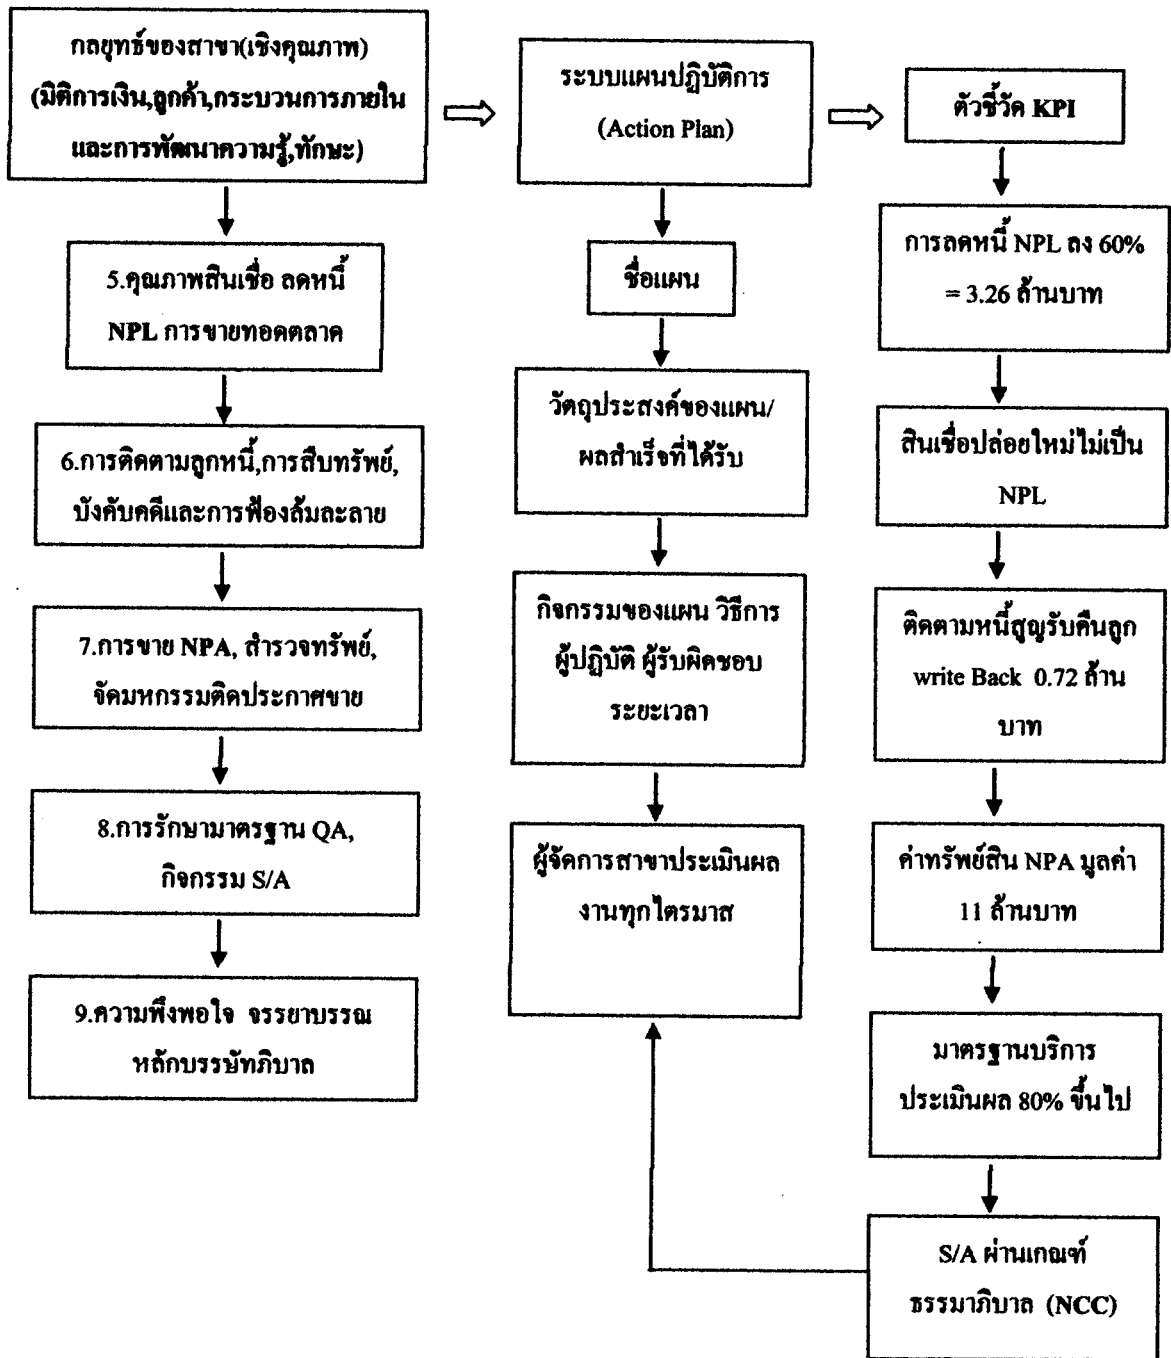 กลยุทธ์ของสาขา(เชิงคุณภาพ)
(มิติการเงิน,ลูกค้า,กระบวนการภายใน
และการพัฒนาความรู้,ทักษะ)
5.คุณภาพสินเชื่อ ลดหนี้
NPL การขายทอดตลาด
6.การติดตามลูกหนี้,การสืบทรัพย์,
บังคับคดีและการฟ้องล้มละลาย
7.การขาย NPA, สำรวจทรัพย์,
จัดมหกรรมติดประกาศขาย
8.การรักษามาตรฐาน QA,
กิจกรรม S/A
9.ความพึงพอใจ จรรยาบรรณ
หลักบรรษัทภิบาล
ระบบแผนปฏิบัติการ
(Action Plan)
ชื่อแผน
วัตถุประสงค์ของแผน/
ผลสำเร็จที่ได้รับ
กิจกรรมของแผน วิธีการ
ผู้ปฏิบัติ ผู้รับผิดชอบ
ระยะเวลา
ผู้จัดการสาขาประเมินผล
งานทุกไตรมาส
ตัวชี้วัด KPI
การลดหนี้ NPL ลง 60%
= 3.26 ล้านบาท
สินเชื่อปล่อยใหม่ไม่เป็น
NPL
ติดตามหนี้สูญรับคืนลูก
write Back 0.72 ล้าน
บาท
ค่าทรัพย์สิน NPA มูลค่า
11 ล้านบาท
มาตรฐานบริการ
ประเมินผล 80% ขึ้นไป
S/A ผ่านเกณฑ์
ธรรมาภิบาล (NCC)